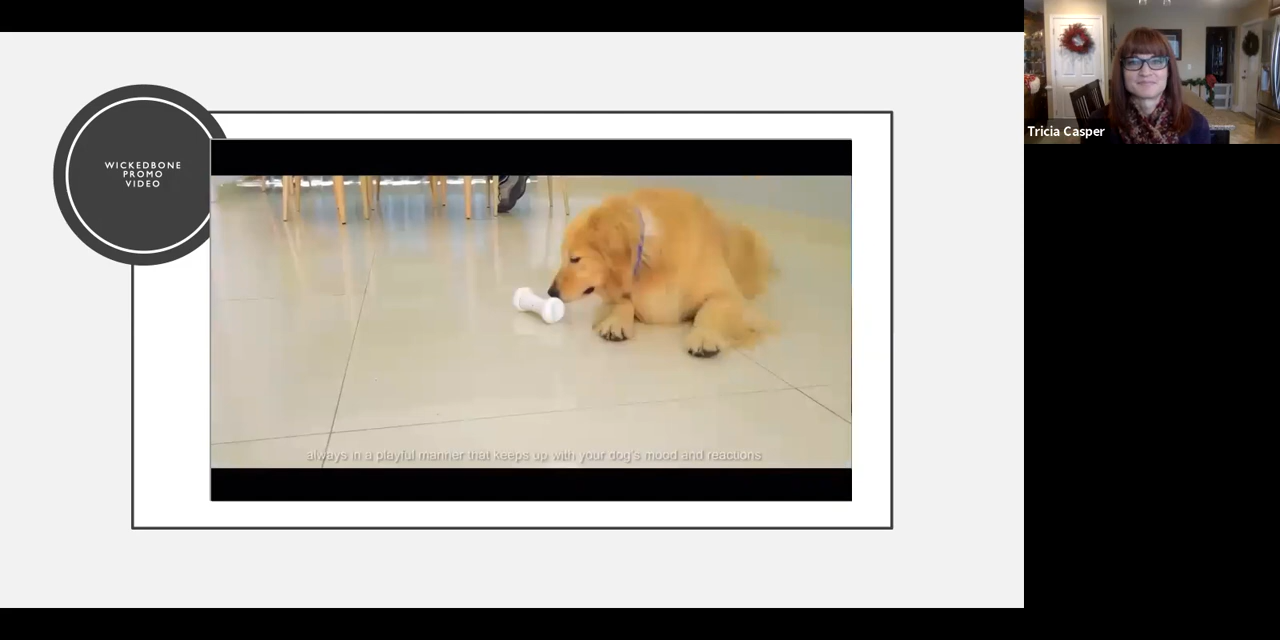 WICKEDBONE
PROMO
VIDEO
always in a playful manner that keeps up with your dog's mood and reactions
Tricia Casper